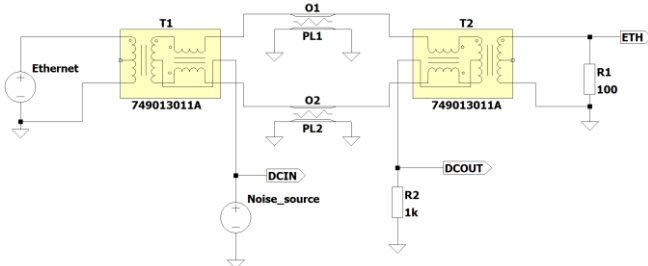 T1
O1
T2
ETH
PL1
Ethernet
R1
100
O2
749013011A
749013011A
PL2
DCIN
DCOUT
Noise_source
R2
1k